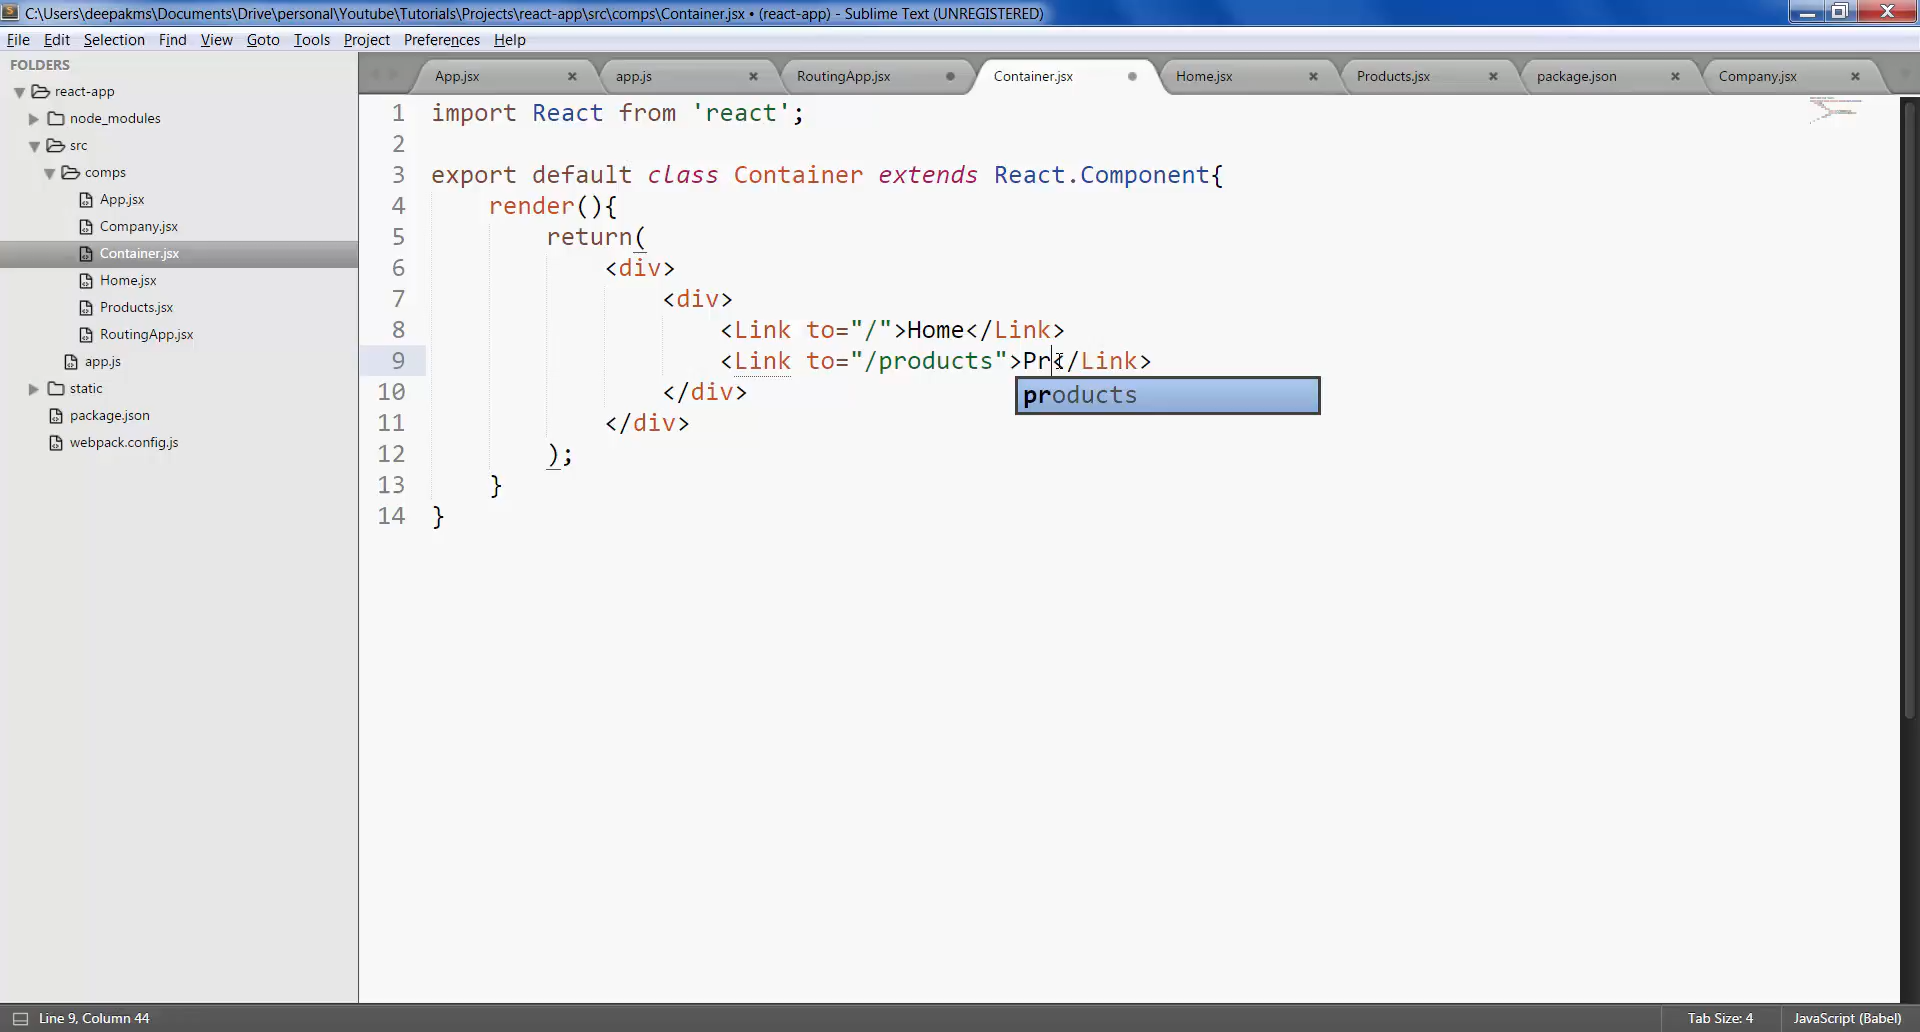 C:\Users\deepakms\Documents\Drive\personal\Youtube\Tutorials\Projects\react-app\src\comps\Container.jsx • (react-app) - Sublime Text (UNREGISTERED)
File Edit Selection Find View Goto Tools Project Preferences Help
FOLDERS
react-app
node_modules
src
comps
App.jsx
Company.jsx
Container.jsx
Home.jsx
Products.jsx
RoutingApp.jsx
app.js
static
package.json
webpack.config.js
App.jsx app.js RoutingApp.jsx Container.jsx Home.jsx Products.jsx package.json Company.jsx
1 import React from 'react';
2
3 export default class Container extends React.Component{
4 render(){
5 return(
6 <div>
7 <div>
8 <Link to="/">Home</Link>
9 <Link to="/products">Pr</Link>
products
10 </div>
11 </div>
12 );
13 }
14 }
Line 9, Column 44 Tab Size: 4 JavaScript (Babel)